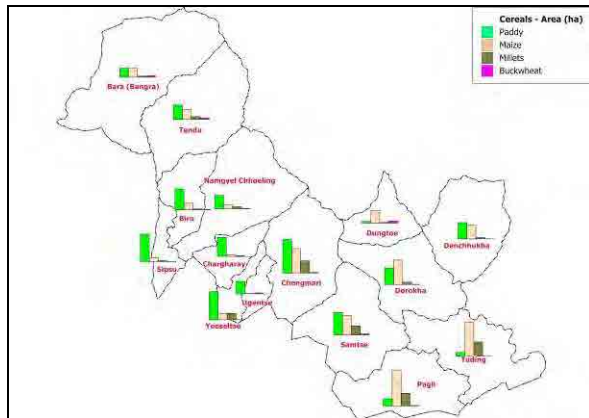 Cereals - Area (ha)
Paddy
Maize
Millets
Buckwheat
Bara (Bangra)
Tendu
Namgyel Chhoeling
Biru
Dungtoe
Denchhukha
Sipsu
Chargharay
Chengmari
Ugentse
Dorokha
Yoeseltse
Samtse
Tading
Pagli